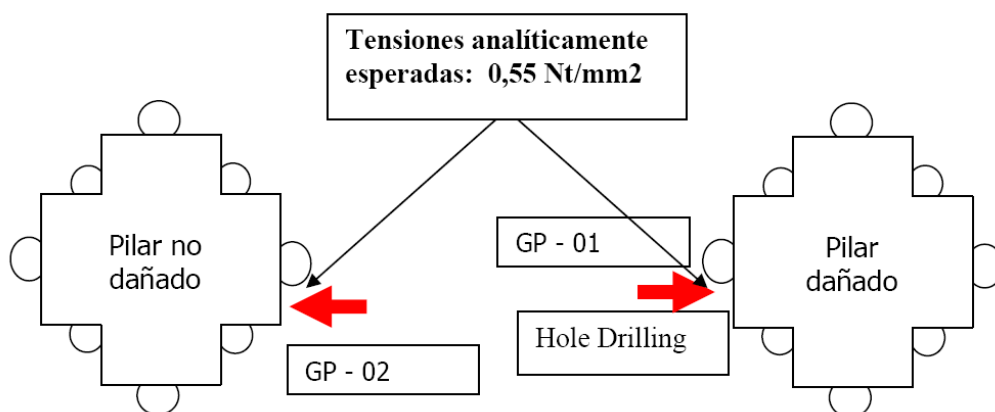 Tensiones analíticamente
esperadas: 0,55 Nt/mm2
Pilar no
dañado
GP - 01
Pilar
dañado
Hole Drilling
GP - 02